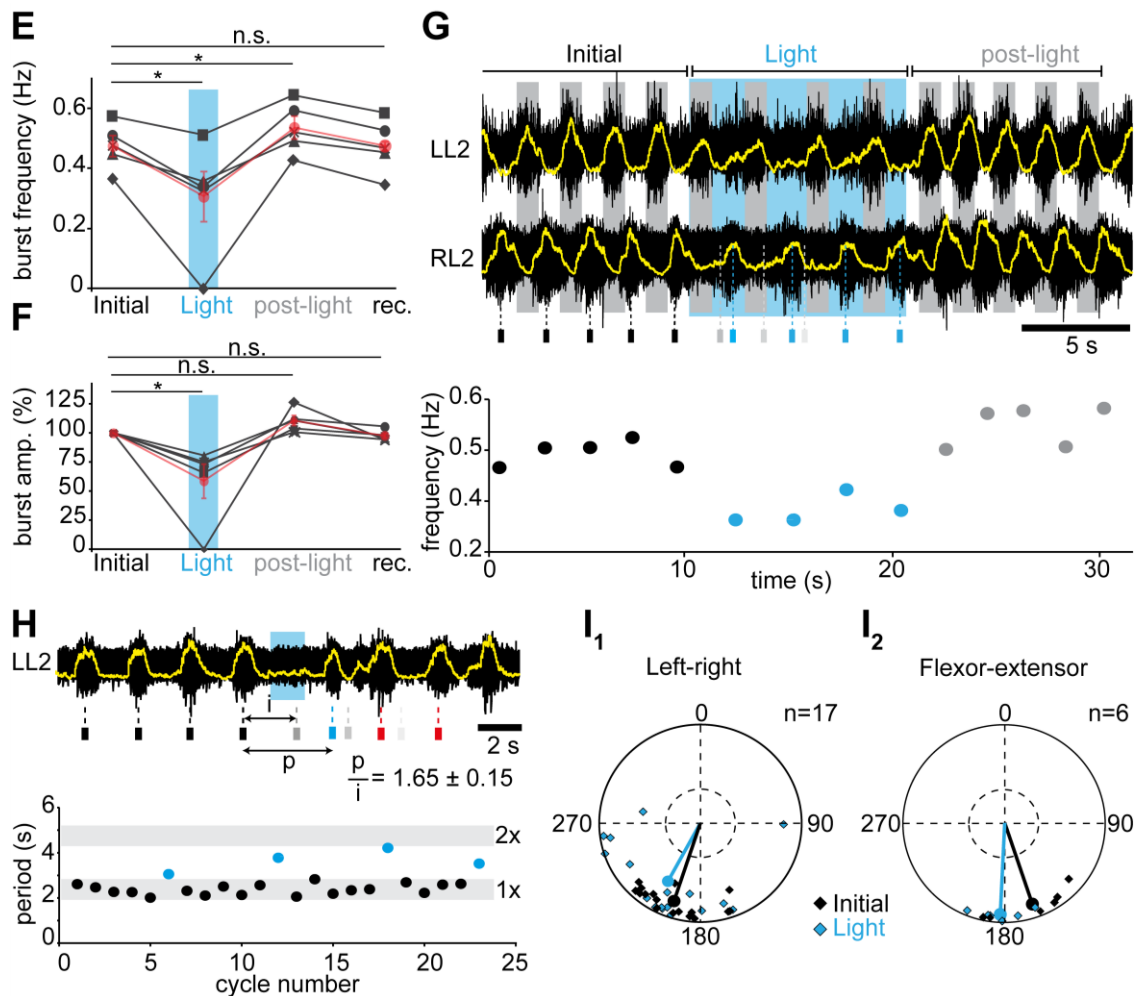 E
n.s.
*
*
burst frequency (Hz)
0.6
0.4
0.2
0
Initial Light post-light rec.
F
n.s.
n.s.
*
burst amp. (%)
125
100
75
50
25
0
Initial Light post-light rec.
G
Initial Light post-light
LL2
RL2
5 s
frequency (Hz)
0.6
0.5
0.4
0.2
0 10 20 30
time (s)
H
LL2
i
2 s
p
p/i = 1.65 ± 0.15
period (s)
6
4
2
0
2x
1x
0 5 10 15 20 25
cycle number
I1
Left-right
n=17
0
270 90
180
Initial
Light
I2
Flexor-extensor
n=6
0
270 90
180